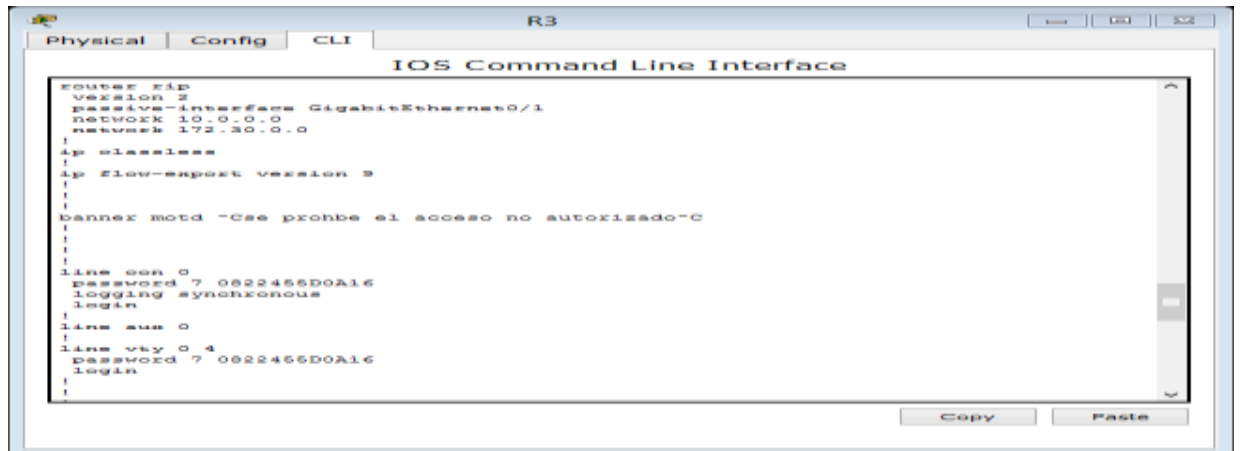 R3
Physical Config CLI
IOS Command Line Interface
router rip
version 2
passive-interface GigabitEthernet0/1
network 10.0.0.0
network 172.30.0.0
!
ip classless
!
ip flow-export version 9
!
!
!
banner motd ^Cse prohbe el acceso no autorizado^C
!
!
!
!
line con 0
password 7 0822455D0A16
logging synchronous
login
!
line aux 0
!
line vty 0 4
password 7 0822455D0A16
login
!
!
Copy Paste